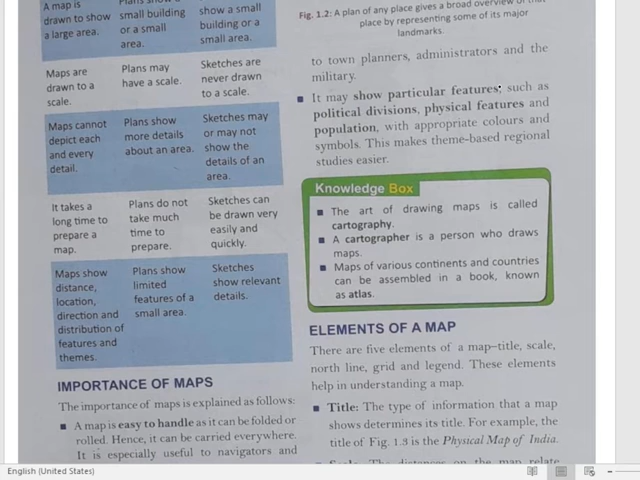 A map is
drawn to show
a large area.
Plans show a
small building
or a small
area.
show a small
building or a
small area.
Maps are
drawn to a
scale.
Plans may
have a scale.
Sketches are
never drawn
to a scale.
Maps cannot
depict each
and every
detail.
Plans show
more details
about an area.
Sketches may
or may not
show the
details of an
area.
It takes a
long time to
prepare a
map.
Plans do not
take much
time to
prepare.
Sketches can
be drawn very
easily and
quickly.
Maps show
distance,
location,
direction and
distribution of
features and
themes.
Plans show
limited
features of a
small area.
Sketches
show relevant
details.
IMPORTANCE OF MAPS
The importance of maps is explained as follows:
■ A map is easy to handle as it can be folded or
rolled. Hence, it can be carried everywhere.
It is especially useful to navigators and
Fig. 1.2: A plan of any place gives a broad overview of that
place by representing some of its major
landmarks.
to town planners, administrators and the
military.
■ It may show particular features, such as
political divisions, physical features and
population, with appropriate colours and
symbols. This makes theme-based regional
studies easier.
Knowledge Box
■ The art of drawing maps is called
cartography.
■ A cartographer is a person who draws
maps.
■ Maps of various continents and countries
can be assembled in a book, known
as atlas.
ELEMENTS OF A MAP
There are five elements of a map–title, scale,
north line, grid and legend. These elements
help in understanding a map.
■ Title: The type of information that a map
shows determines its title. For example, the
title of Fig. 1.3 is the Physical Map of India.
■ Scale: The distances on the map relate
English (United States)